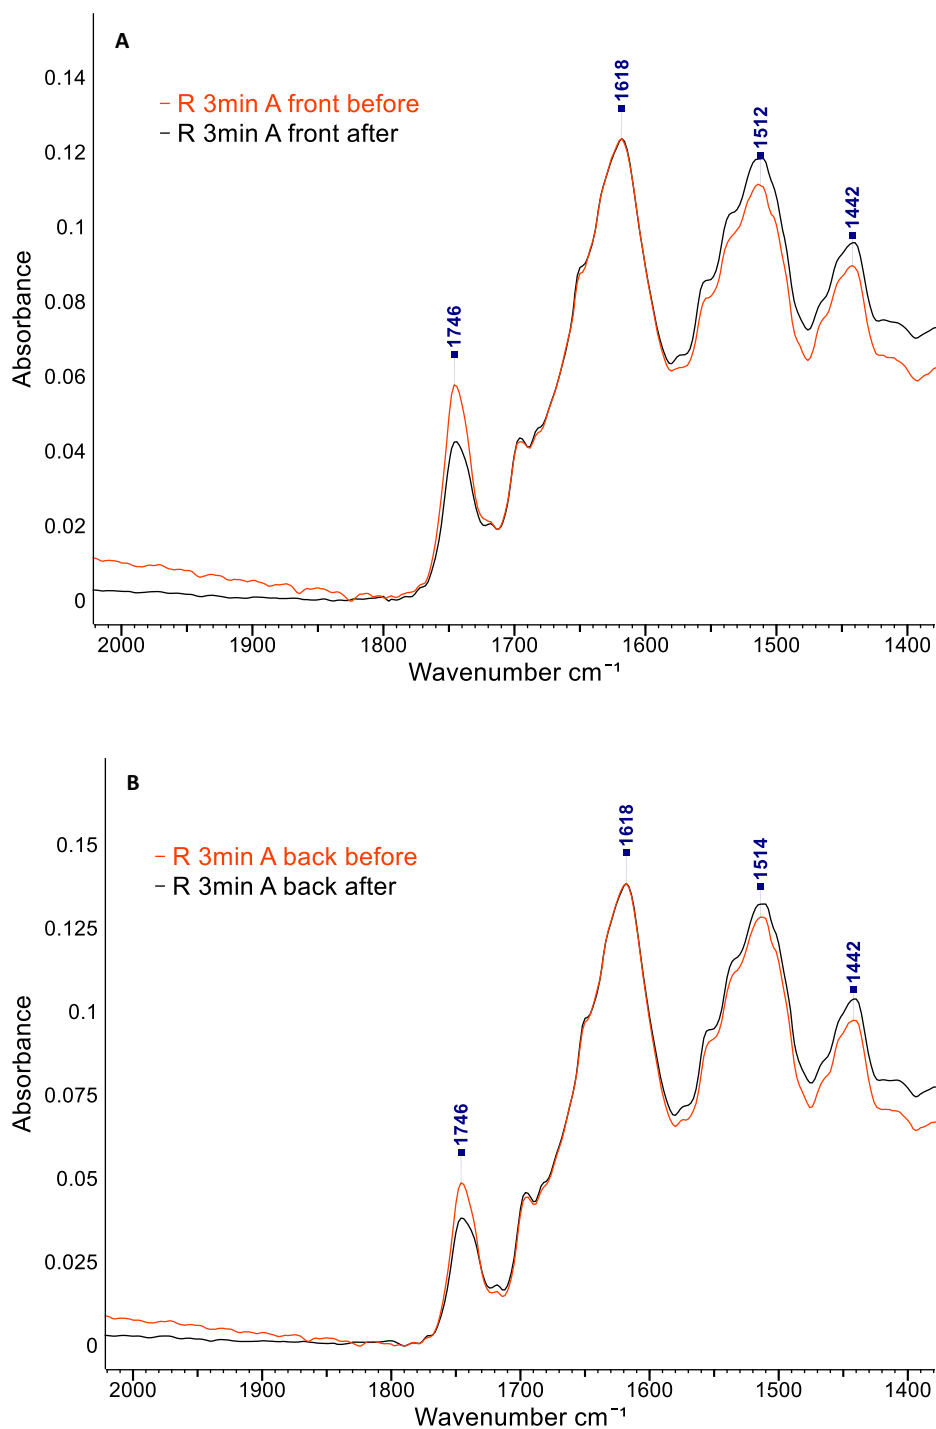 A
R 3min A front before
R 3min A front after
1746
1618
1512
1442
0.14
0.12
0.1
0.08
0.06
0.04
0.02
0
Absorbance
2000 1900 1800 1700 1600 1500 1400
Wavenumber cm⁻¹
B
R 3min A back before
R 3min A back after
1746
1618
1514
1442
0.15
0.125
0.1
0.075
0.05
0.025
0
Absorbance
2000 1900 1800 1700 1600 1500 1400
Wavenumber cm⁻¹